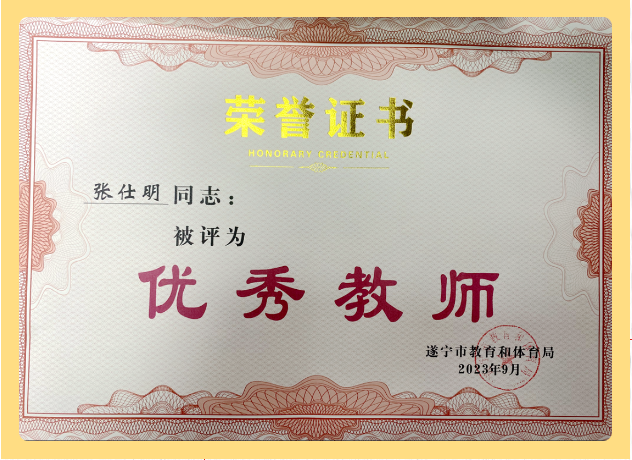 荣誉证书
HONORARY CREDENTIAL
张仕明同志：
被评为
优秀教师
遂宁市教育和体育局
2023年9月